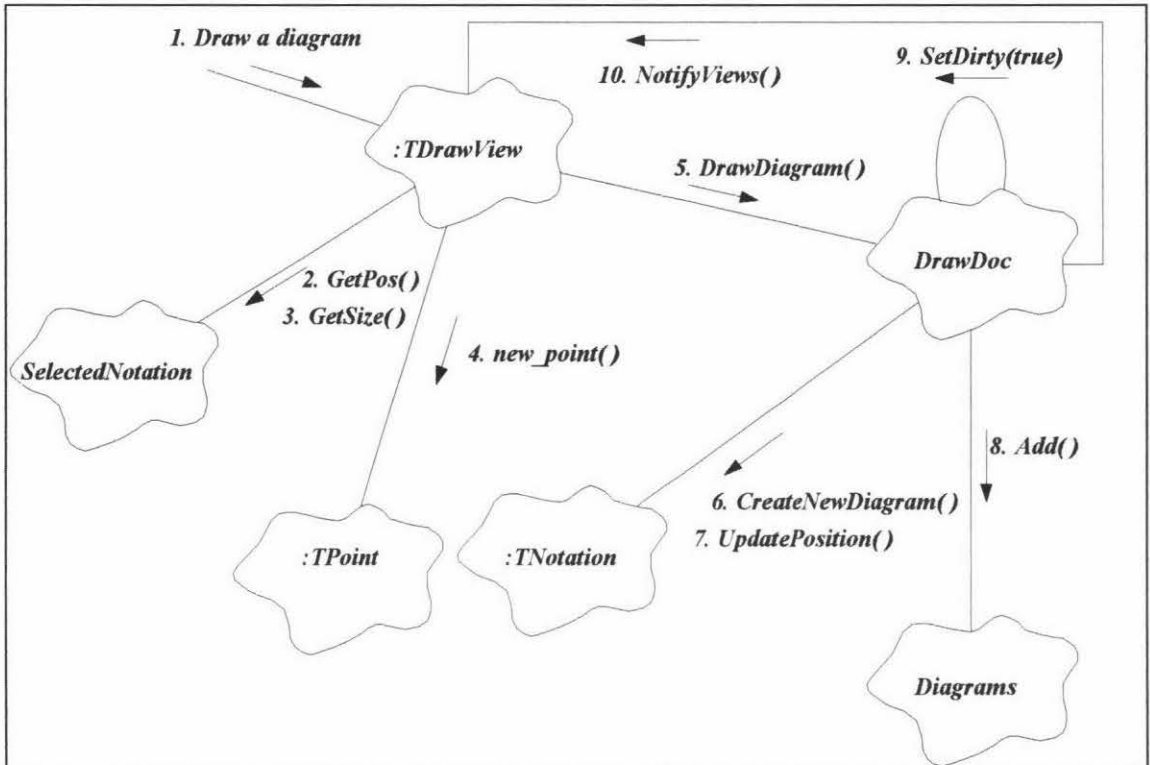 1. Draw a diagram
9. SetDirty(true)
10. NotifyViews()
:TDrawView
5. DrawDiagram()
DrawDoc
2. GetPos()
3. GetSize()
4. new_point()
SelectedNotation
8. Add()
6. CreateNewDiagram()
7. UpdatePosition()
:TPoint
:TNotation
Diagrams